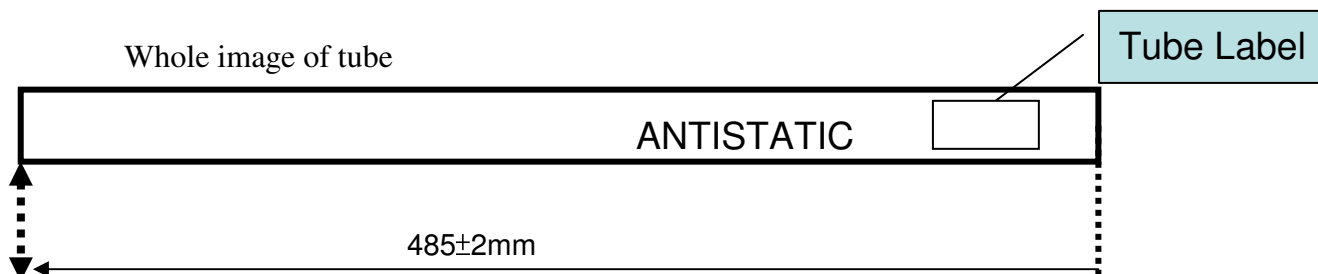 Tube Label
Whole image of tube
ANTISTATIC
485±2mm